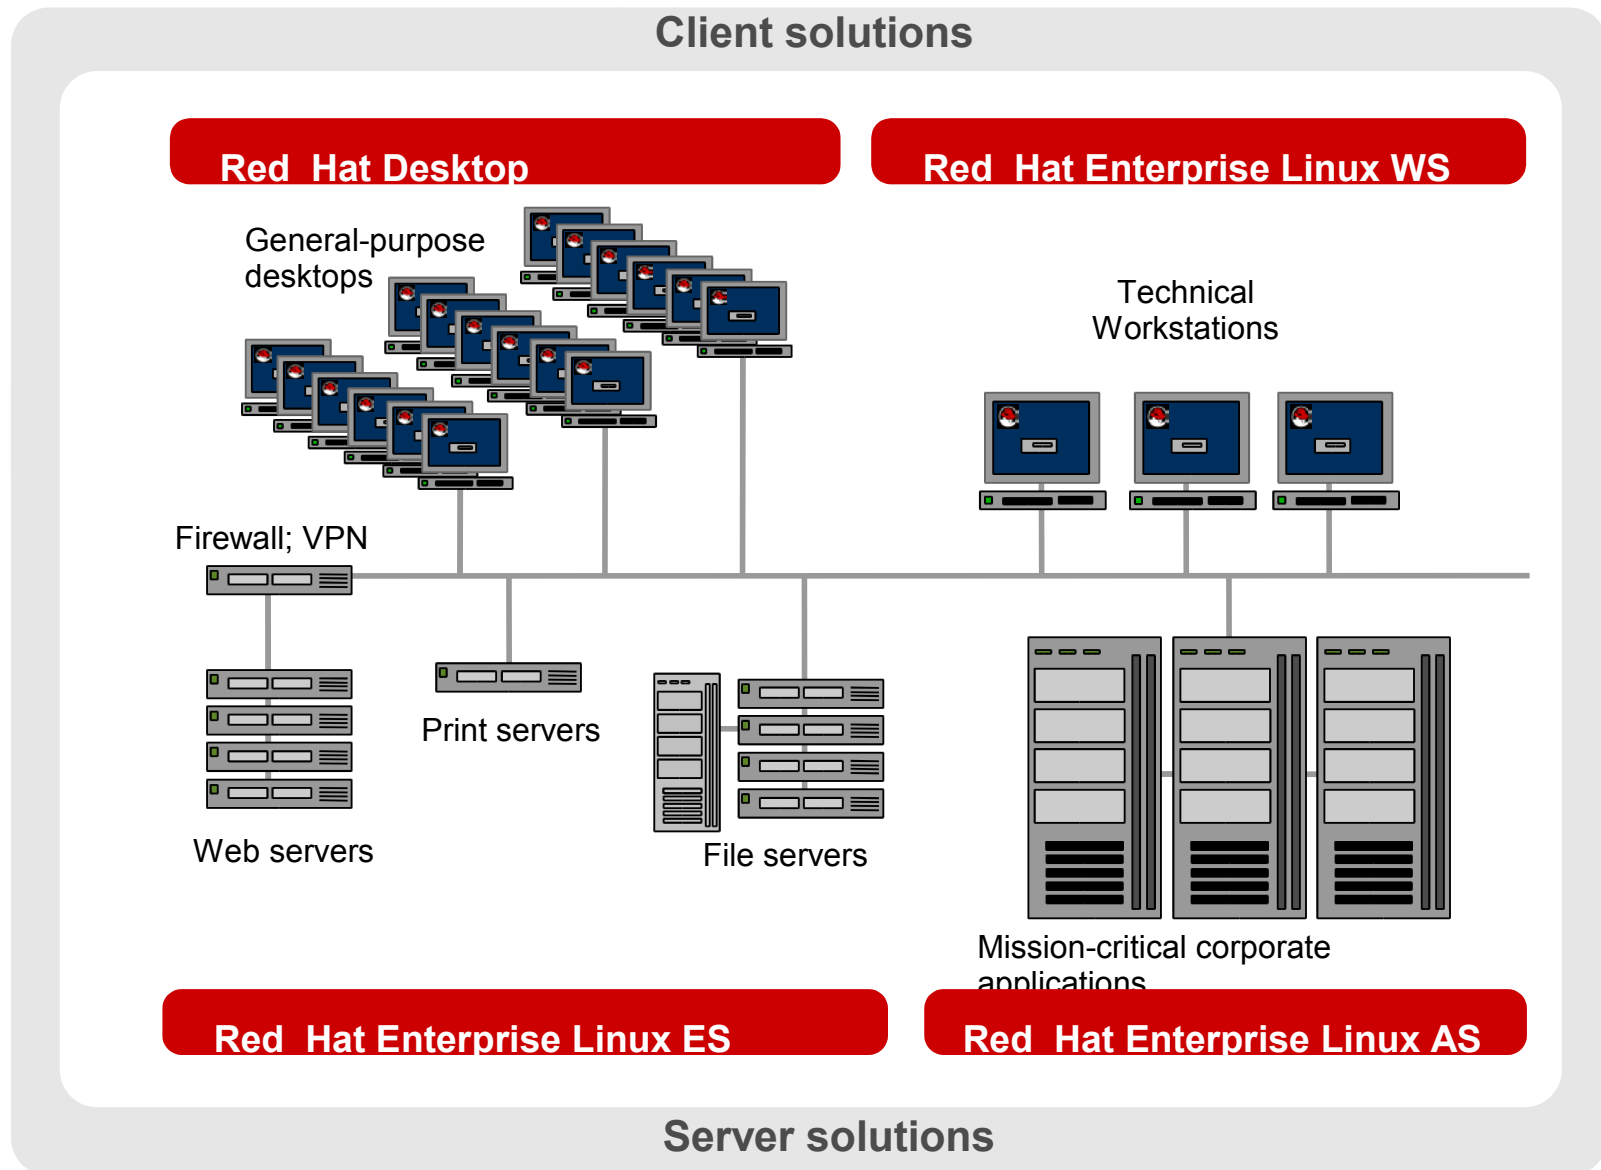 Client solutions
Red Hat Desktop
Red Hat Enterprise Linux WS
General-purpose
desktops
Technical
Workstations
Firewall; VPN
Print servers
Web servers
File servers
Mission-critical corporate
applications
Red Hat Enterprise Linux ES
Red Hat Enterprise Linux AS
Server solutions